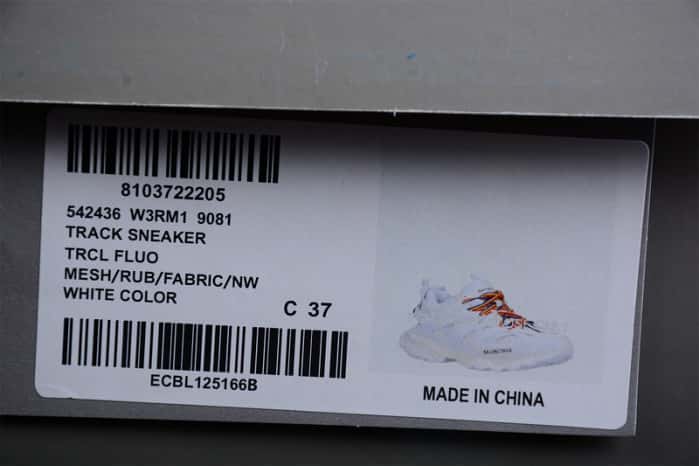 8103722205
542436 W3RM1 9081
TRACK SNEAKER
TRCL FLUO
MESH/RUB/FABRIC/NW
WHITE COLOR
C 37
ECBL125166B
MADE IN CHINA